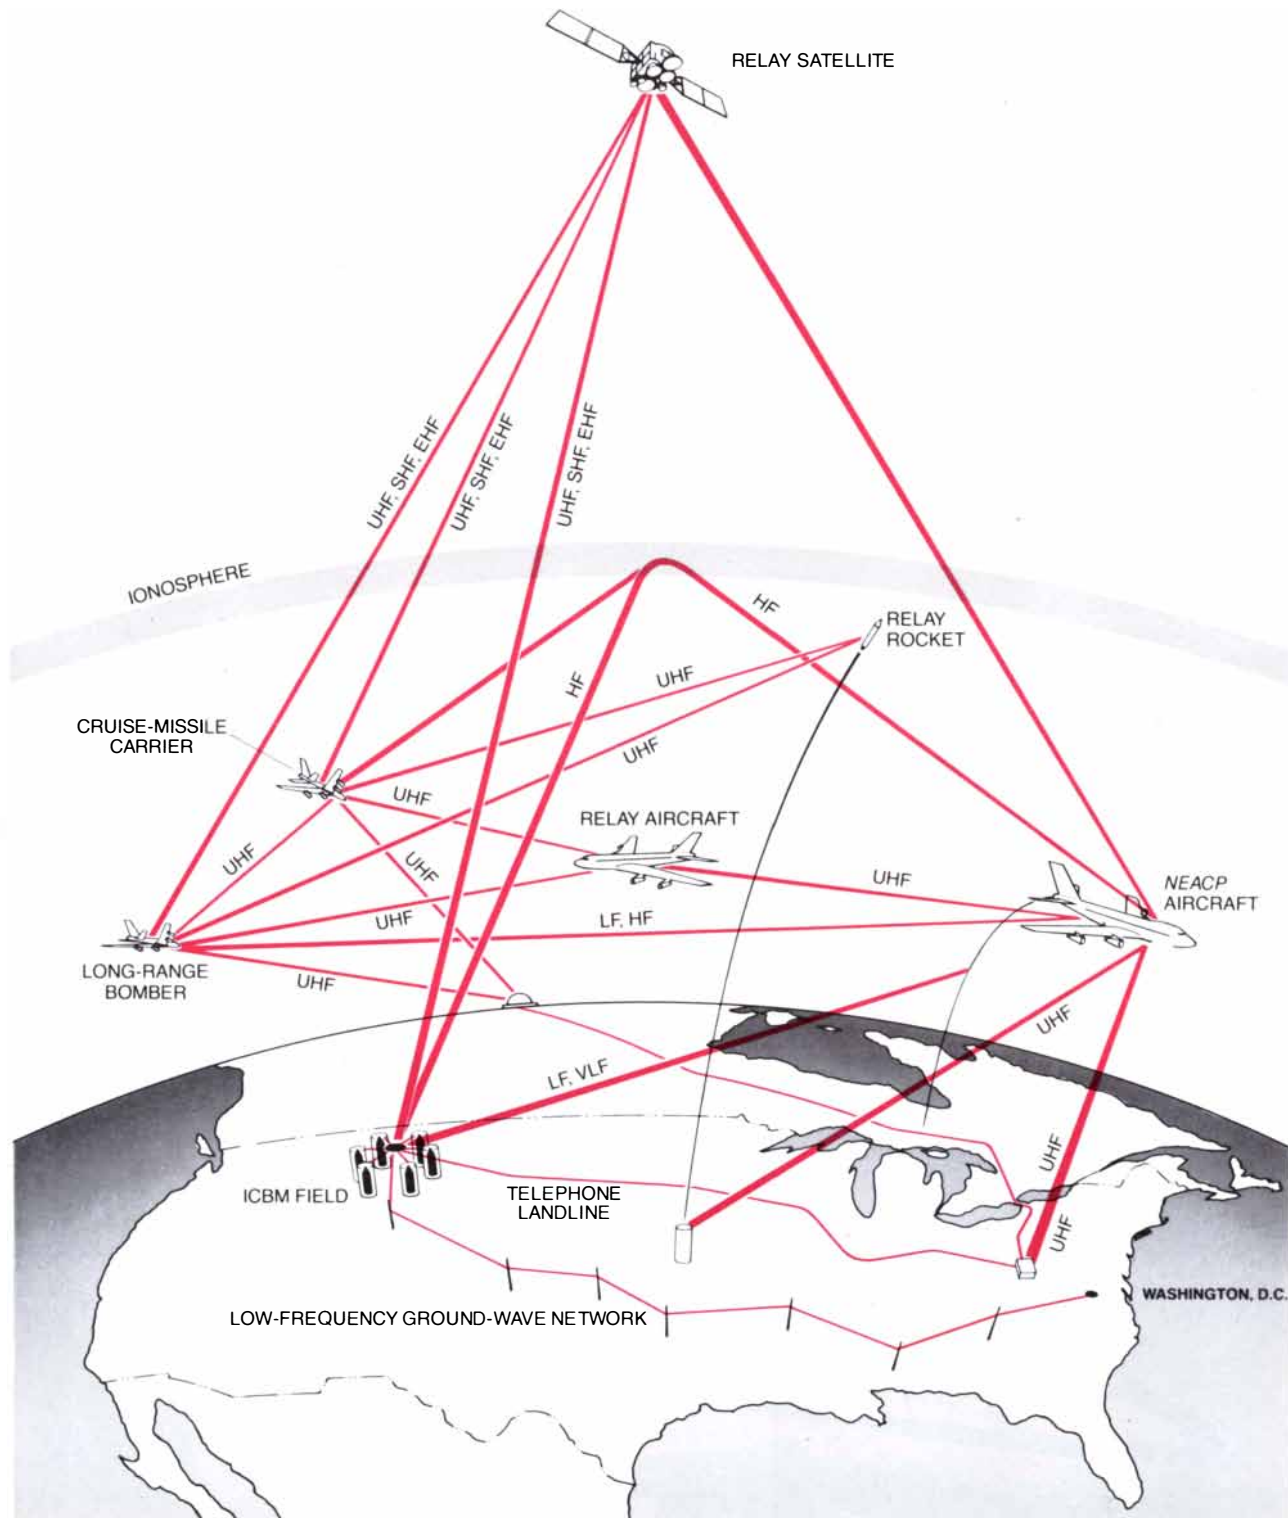 RELAY SATELLITE
UHF, SHF, EHF
UHF, SHF, EHF
UHF, SHF, EHF
IONOSPHERE
HF
RELAY
ROCKET
UHF
HF
CRUISE-MISSILE
CARRIER
UHF
UHF
RELAY AIRCRAFT
UHF
UHF
UHF
NEACP
AIRCRAFT
UHF
LF, HF
LONG-RANGE
BOMBER
UHF
UHF
LF, VLF
UHF
ICBM FIELD
TELEPHONE
LANDLINE
UHF
WASHINGTON, D.C.
LOW-FREQUENCY GROUND-WAVE NETWORK